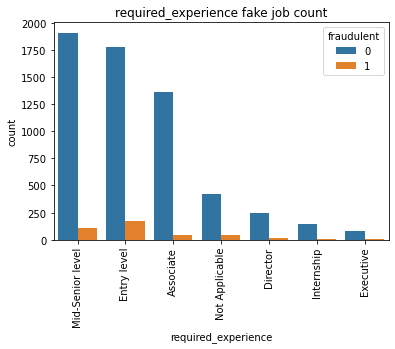 required_experience fake job count
fraudulent
0
1
2000
1750
1500
1250
1000
750
500
250
0
count
Mid-Senior level
Entry level
Associate
Not Applicable
Director
Internship
Executive
required_experience